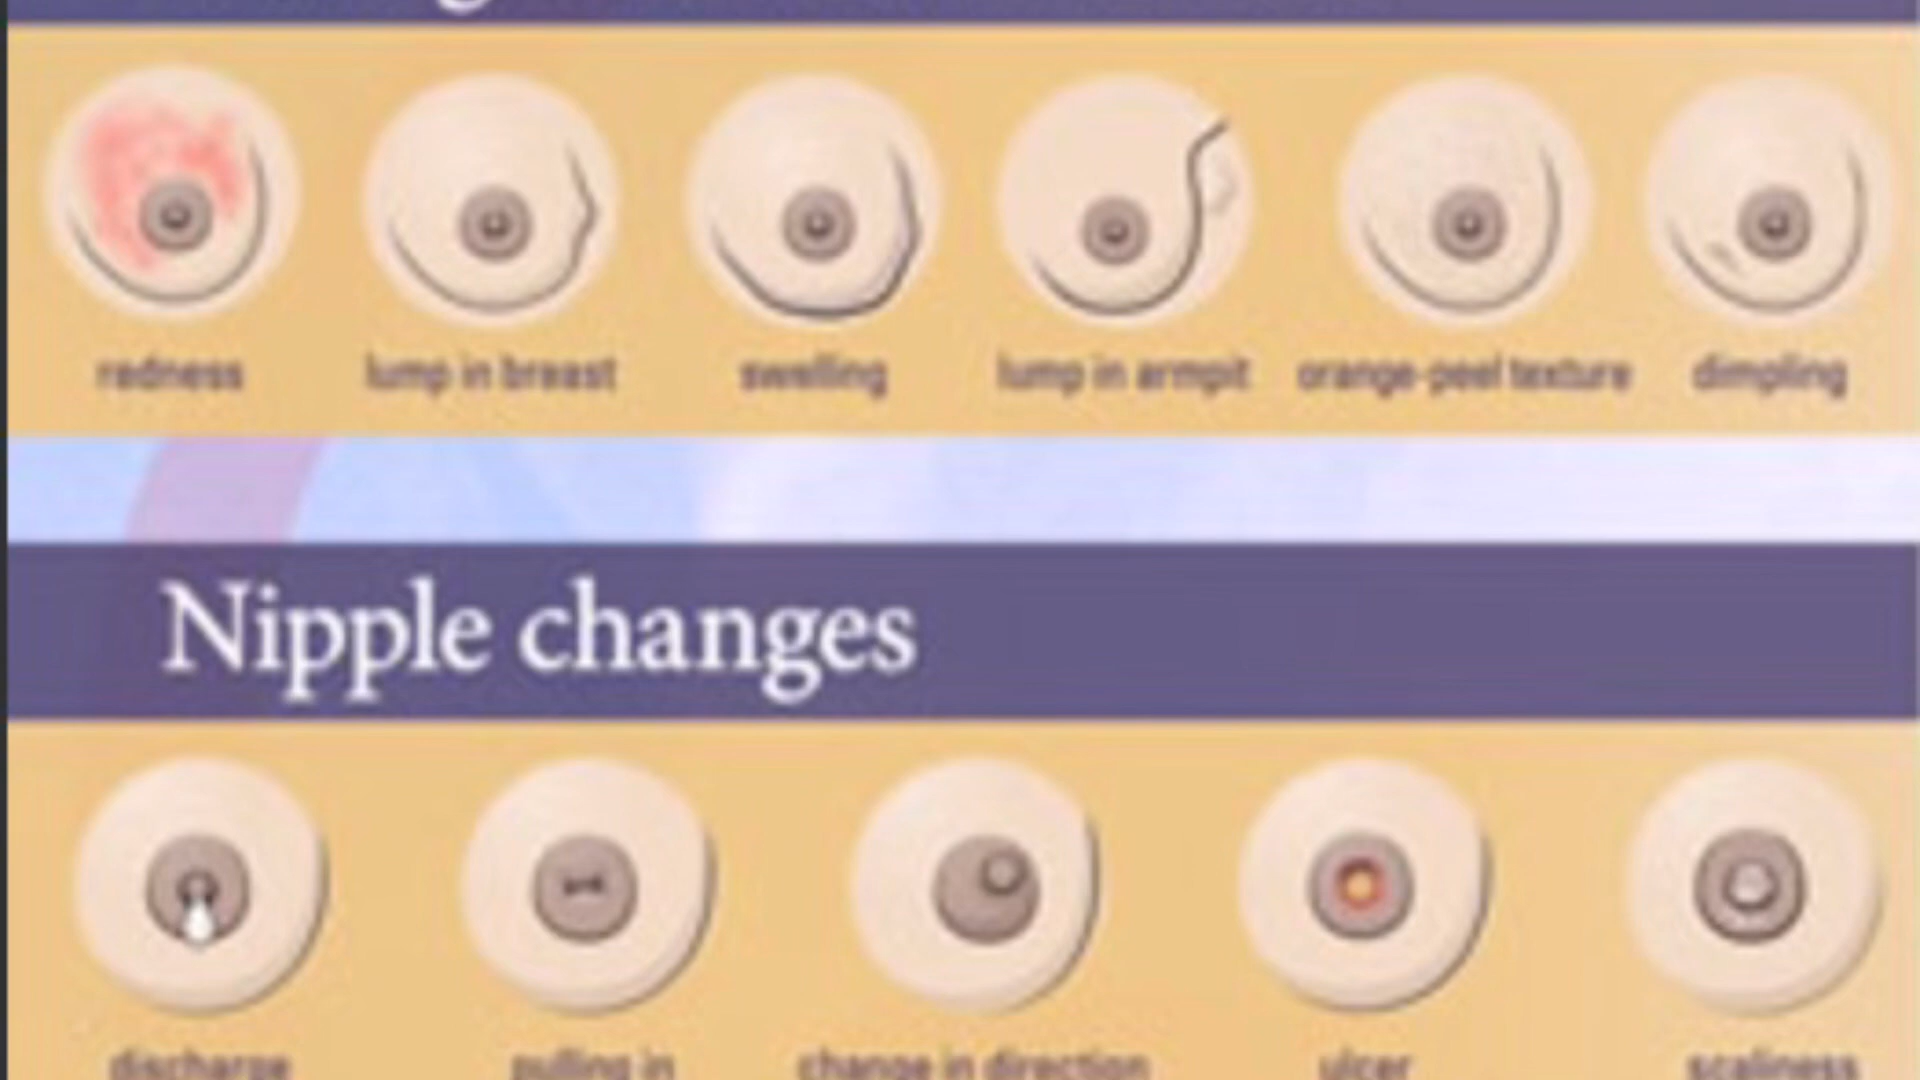 redness lump in breast swelling lump in armpit orange-peel texture dimpling
Nipple changes
discharge pulling in change in direction ulcer scaliness